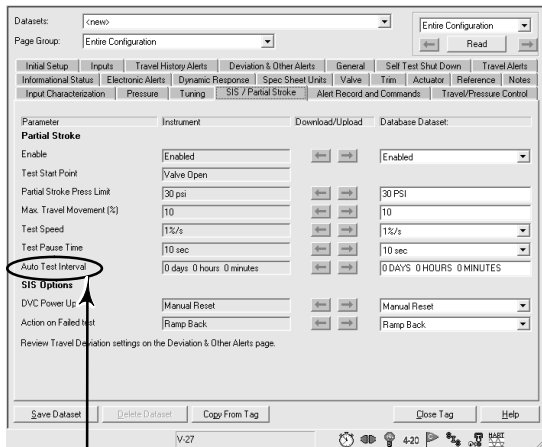 Datasets: <new> Entire Configuration
Page Group: Entire Configuration Read
Initial Setup Inputs Travel History Alerts Deviation & Other Alerts General Self Test Shut Down Travel Alerts
Informational Status Electronic Alerts Dynamic Response Spec Sheet Units Valve Trim Actuator Reference Notes
Input Characterization Pressure Tuning SIS / Partial Stroke Alert Record and Commands Travel/Pressure Control
Parameter Instrument Download/Upload Database Dataset:
Partial Stroke
Enable Enabled Enabled
Test Start Point Valve Open
Partial Stroke Press Limit 30 psi 30 PSI
Max. Travel Movement (%) 10 10
Test Speed 1%/s 1%/s
Test Pause Time 10 sec 10 sec
Auto Test Interval 0 days 0 hours 0 minutes 0 DAYS 0 HOURS 0 MINUTES
SIS Options
DVC Power Up Manual Reset Manual Reset
Action on Failed test Ramp Back Ramp Back
Review Travel Deviation settings on the Deviation & Other Alerts page.
Save Dataset Delete Dataset Copy From Tag Close Tag Help
V-27 4-20 HART